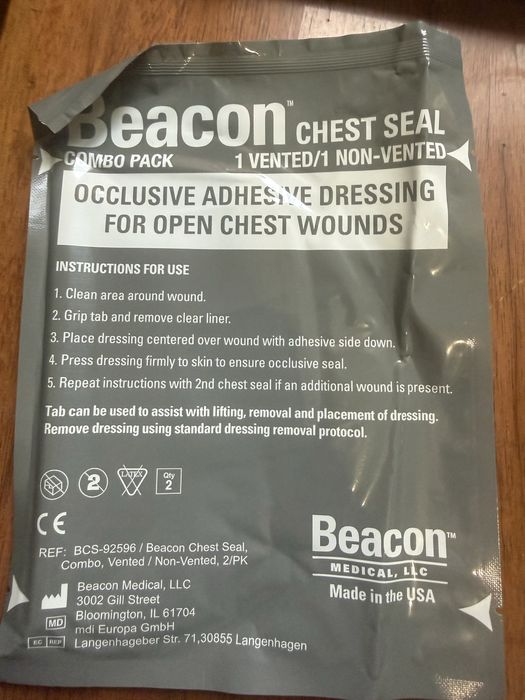 Beacon™ CHEST SEAL
COMBO PACK 1 VENTED/1 NON-VENTED
OCCLUSIVE ADHESIVE DRESSING
FOR OPEN CHEST WOUNDS
INSTRUCTIONS FOR USE
1. Clean area around wound.
2. Grip tab and remove clear liner.
3. Place dressing centered over wound with adhesive side down.
4. Press dressing firmly to skin to ensure occlusive seal.
5. Repeat instructions with 2nd chest seal if an additional wound is present.
Tab can be used to assist with lifting, removal and placement of dressing.
Remove dressing using standard dressing removal protocol.
2 LATEX Qty 2
CE
REF: BCS-92596 / Beacon Chest Seal,
Combo, Vented / Non-Vented, 2/PK
Beacon™
MEDICAL, LLC
Made in the USA
Beacon Medical, LLC
3002 Gill Street
Bloomington, IL 61704
MD mdi Europa GmbH
EC REP Langenhageber Str. 71,30855 Langenhagen